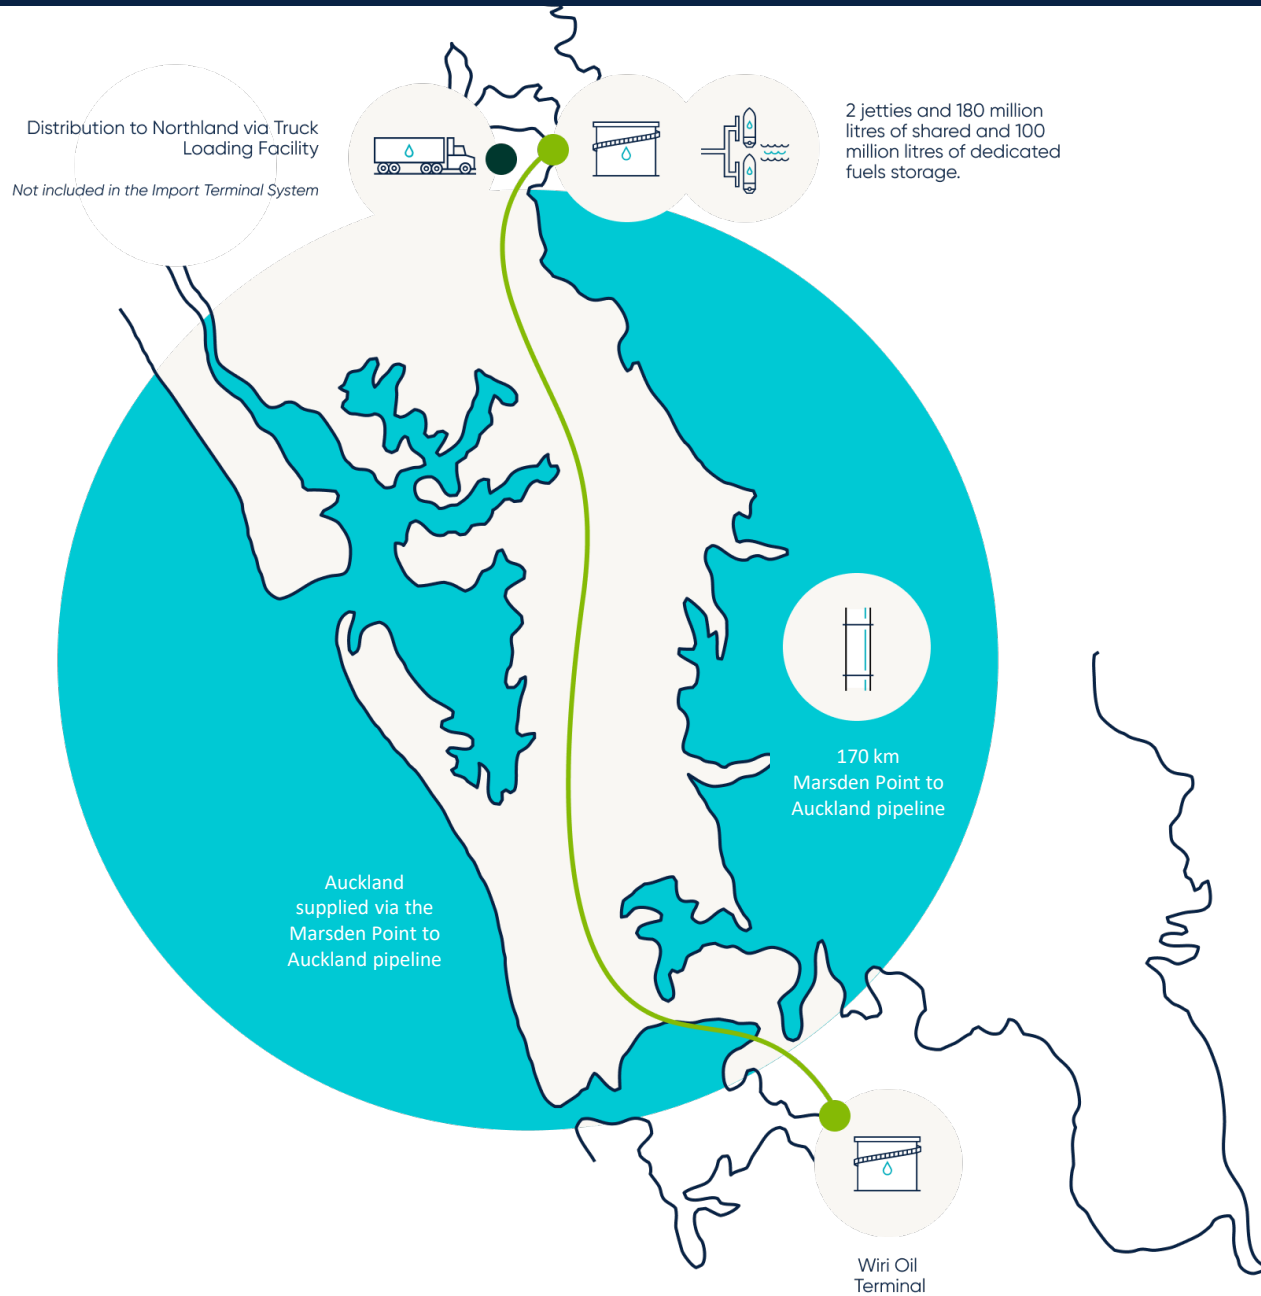 Distribution to Northland via Truck
Loading Facility
Not included in the Import Terminal System
2 jetties and 180 million
litres of shared and 100
million litres of dedicated
fuels storage.
170 km
Marsden Point to
Auckland pipeline
Auckland
supplied via the
Marsden Point to
Auckland pipeline
Wiri Oil
Terminal